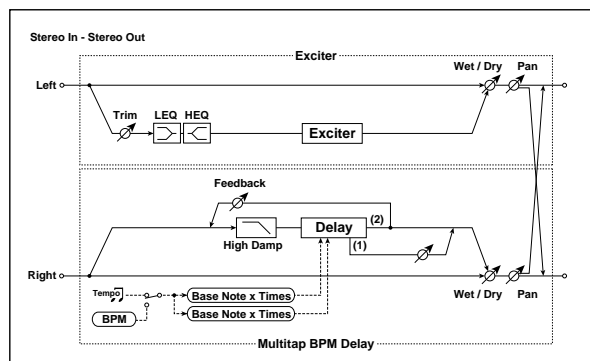 Stereo In - Stereo Out
Exciter
Wet / Dry
Pan
Left
Trim
LEQ
HEQ
Exciter
Feedback
High Damp
Delay
(2)
(1)
Right
Tempo
BPM
Base Note x Times
Base Note x Times
Wet / Dry
Pan
Multitap BPM Delay